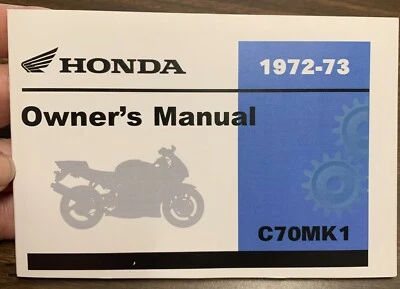 HONDA
1972-73
Owner's Manual
C70MK1